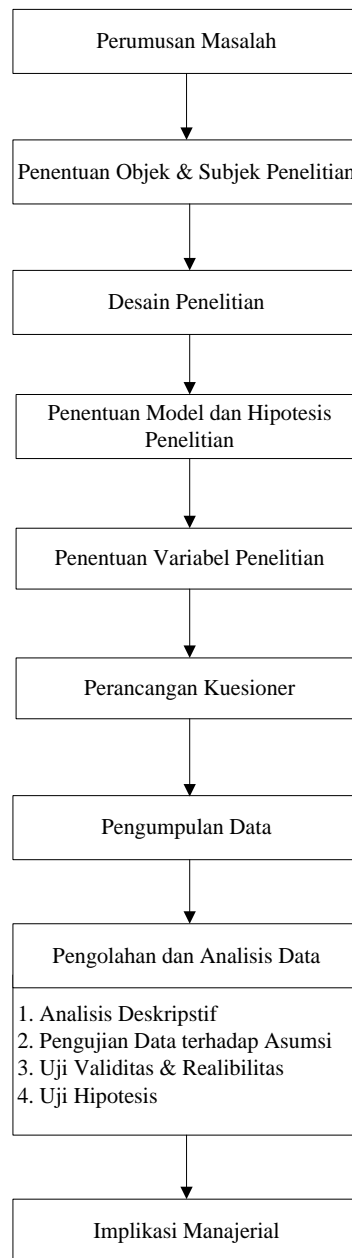 Perumusan Masalah
Penentuan Objek & Subjek Penelitian
Desain Penelitian
Penentuan Model dan Hipotesis
Penelitian
Penentuan Variabel Penelitian
Perancangan Kuesioner
Pengumpulan Data
Pengolahan dan Analisis Data
1. Analisis Deskripstif
2. Pengujian Data terhadap Asumsi
3. Uji Validitas & Realibilitas
4. Uji Hipotesis
Implikasi Manajerial